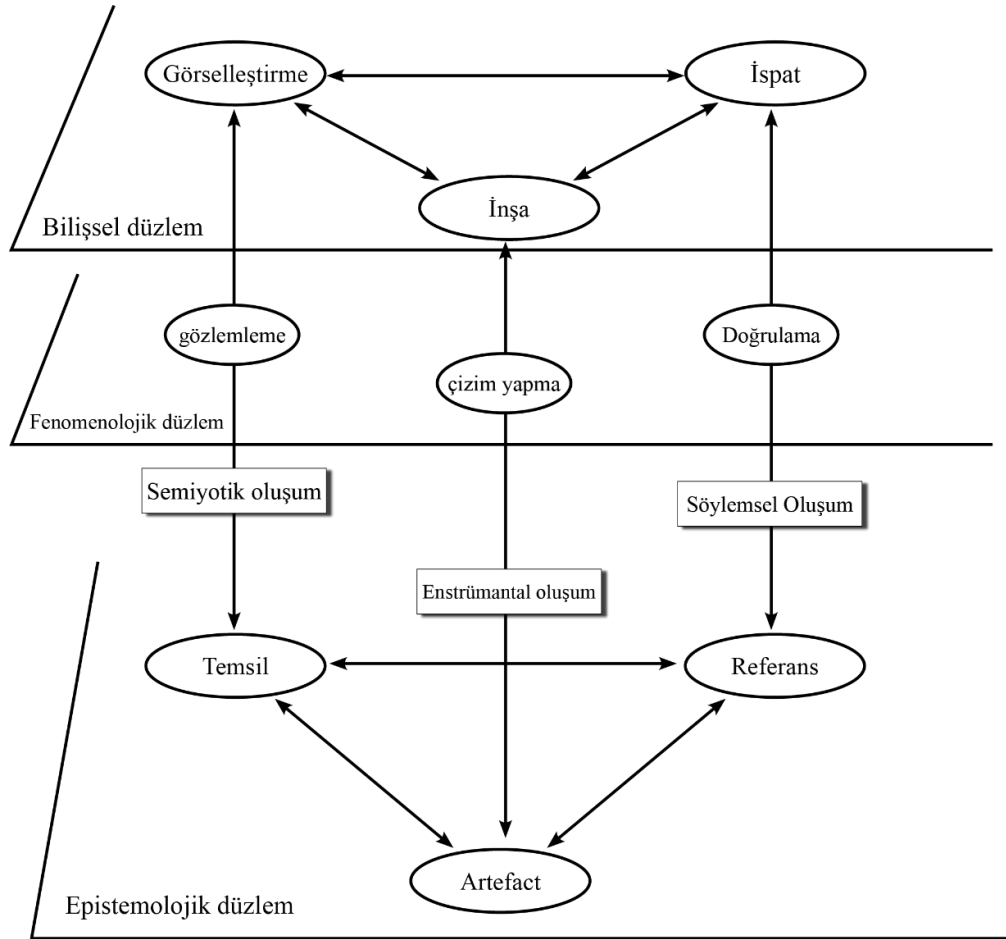 Görselleştirme
İspat
İnşa
Bilişsel düzlem
gözlemleme
Doğrulama
çizim yapma
Fenomenolojik düzlem
Semiyotik oluşum
Söylemsel Oluşum
Enstrümantal oluşum
Temsil
Referans
Artefact
Epistemolojik düzlem